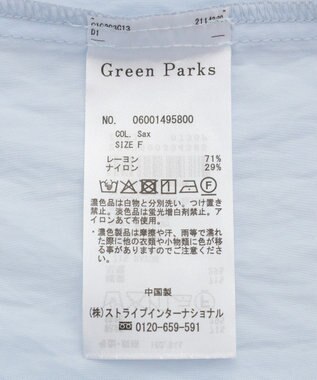 D1
Green Parks
NO. 06001495800
COL. Sax
SIZE F
レーヨン 71%
ナイロン 29%
濃色品は白物と分別洗い。つけ置き
禁止。淡色品は蛍光増白剤禁止。ア
イロンあて布使用。
・濃色製品は摩擦や汗、雨等で濡れ
た際に他の衣類や小物類に色が移
る事がありますのでご注意下さい。
中国製
(株)ストライプインターナショナル
0120-659-591